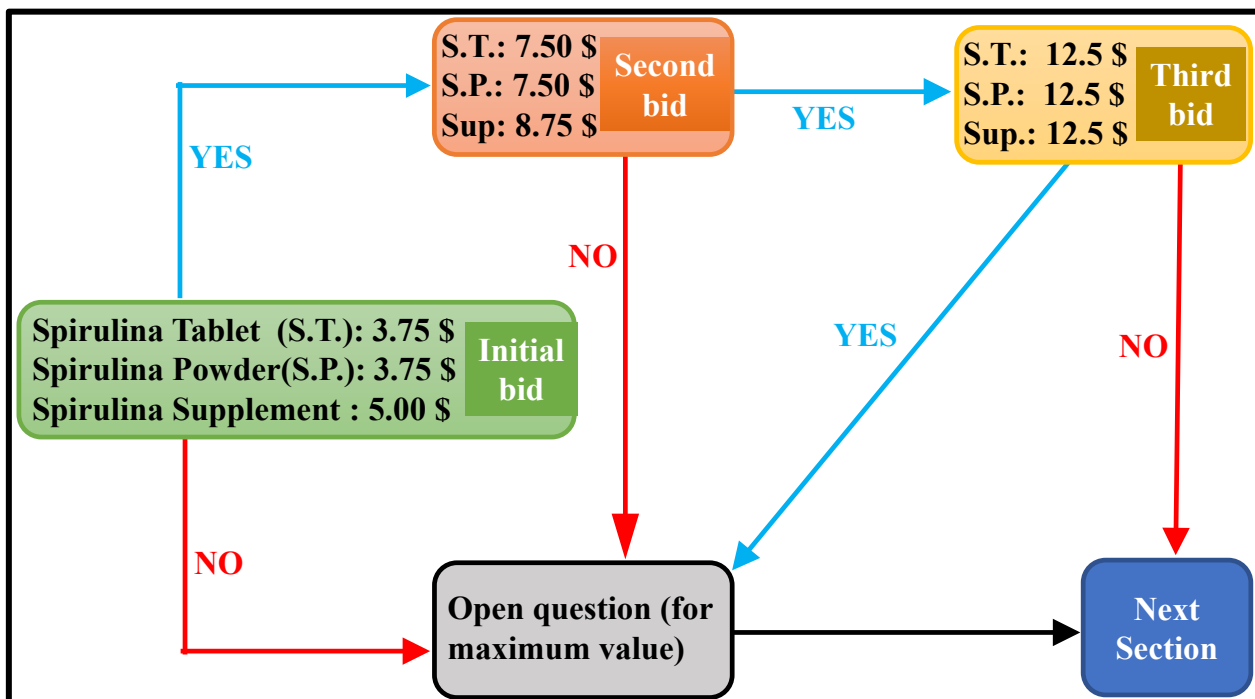 S.T.: 7.50 $
S.P.: 7.50 $
Sup: 8.75 $
Second
bid
S.T.: 12.5 $
S.P.: 12.5 $
Sup.: 12.5 $
Third
bid
YES
YES
NO
Spirulina Tablet (S.T.): 3.75 $
Spirulina Powder(S.P.): 3.75 $
Spirulina Supplement : 5.00 $
Initial
bid
YES
NO
NO
Open question (for
maximum value)
Next
Section